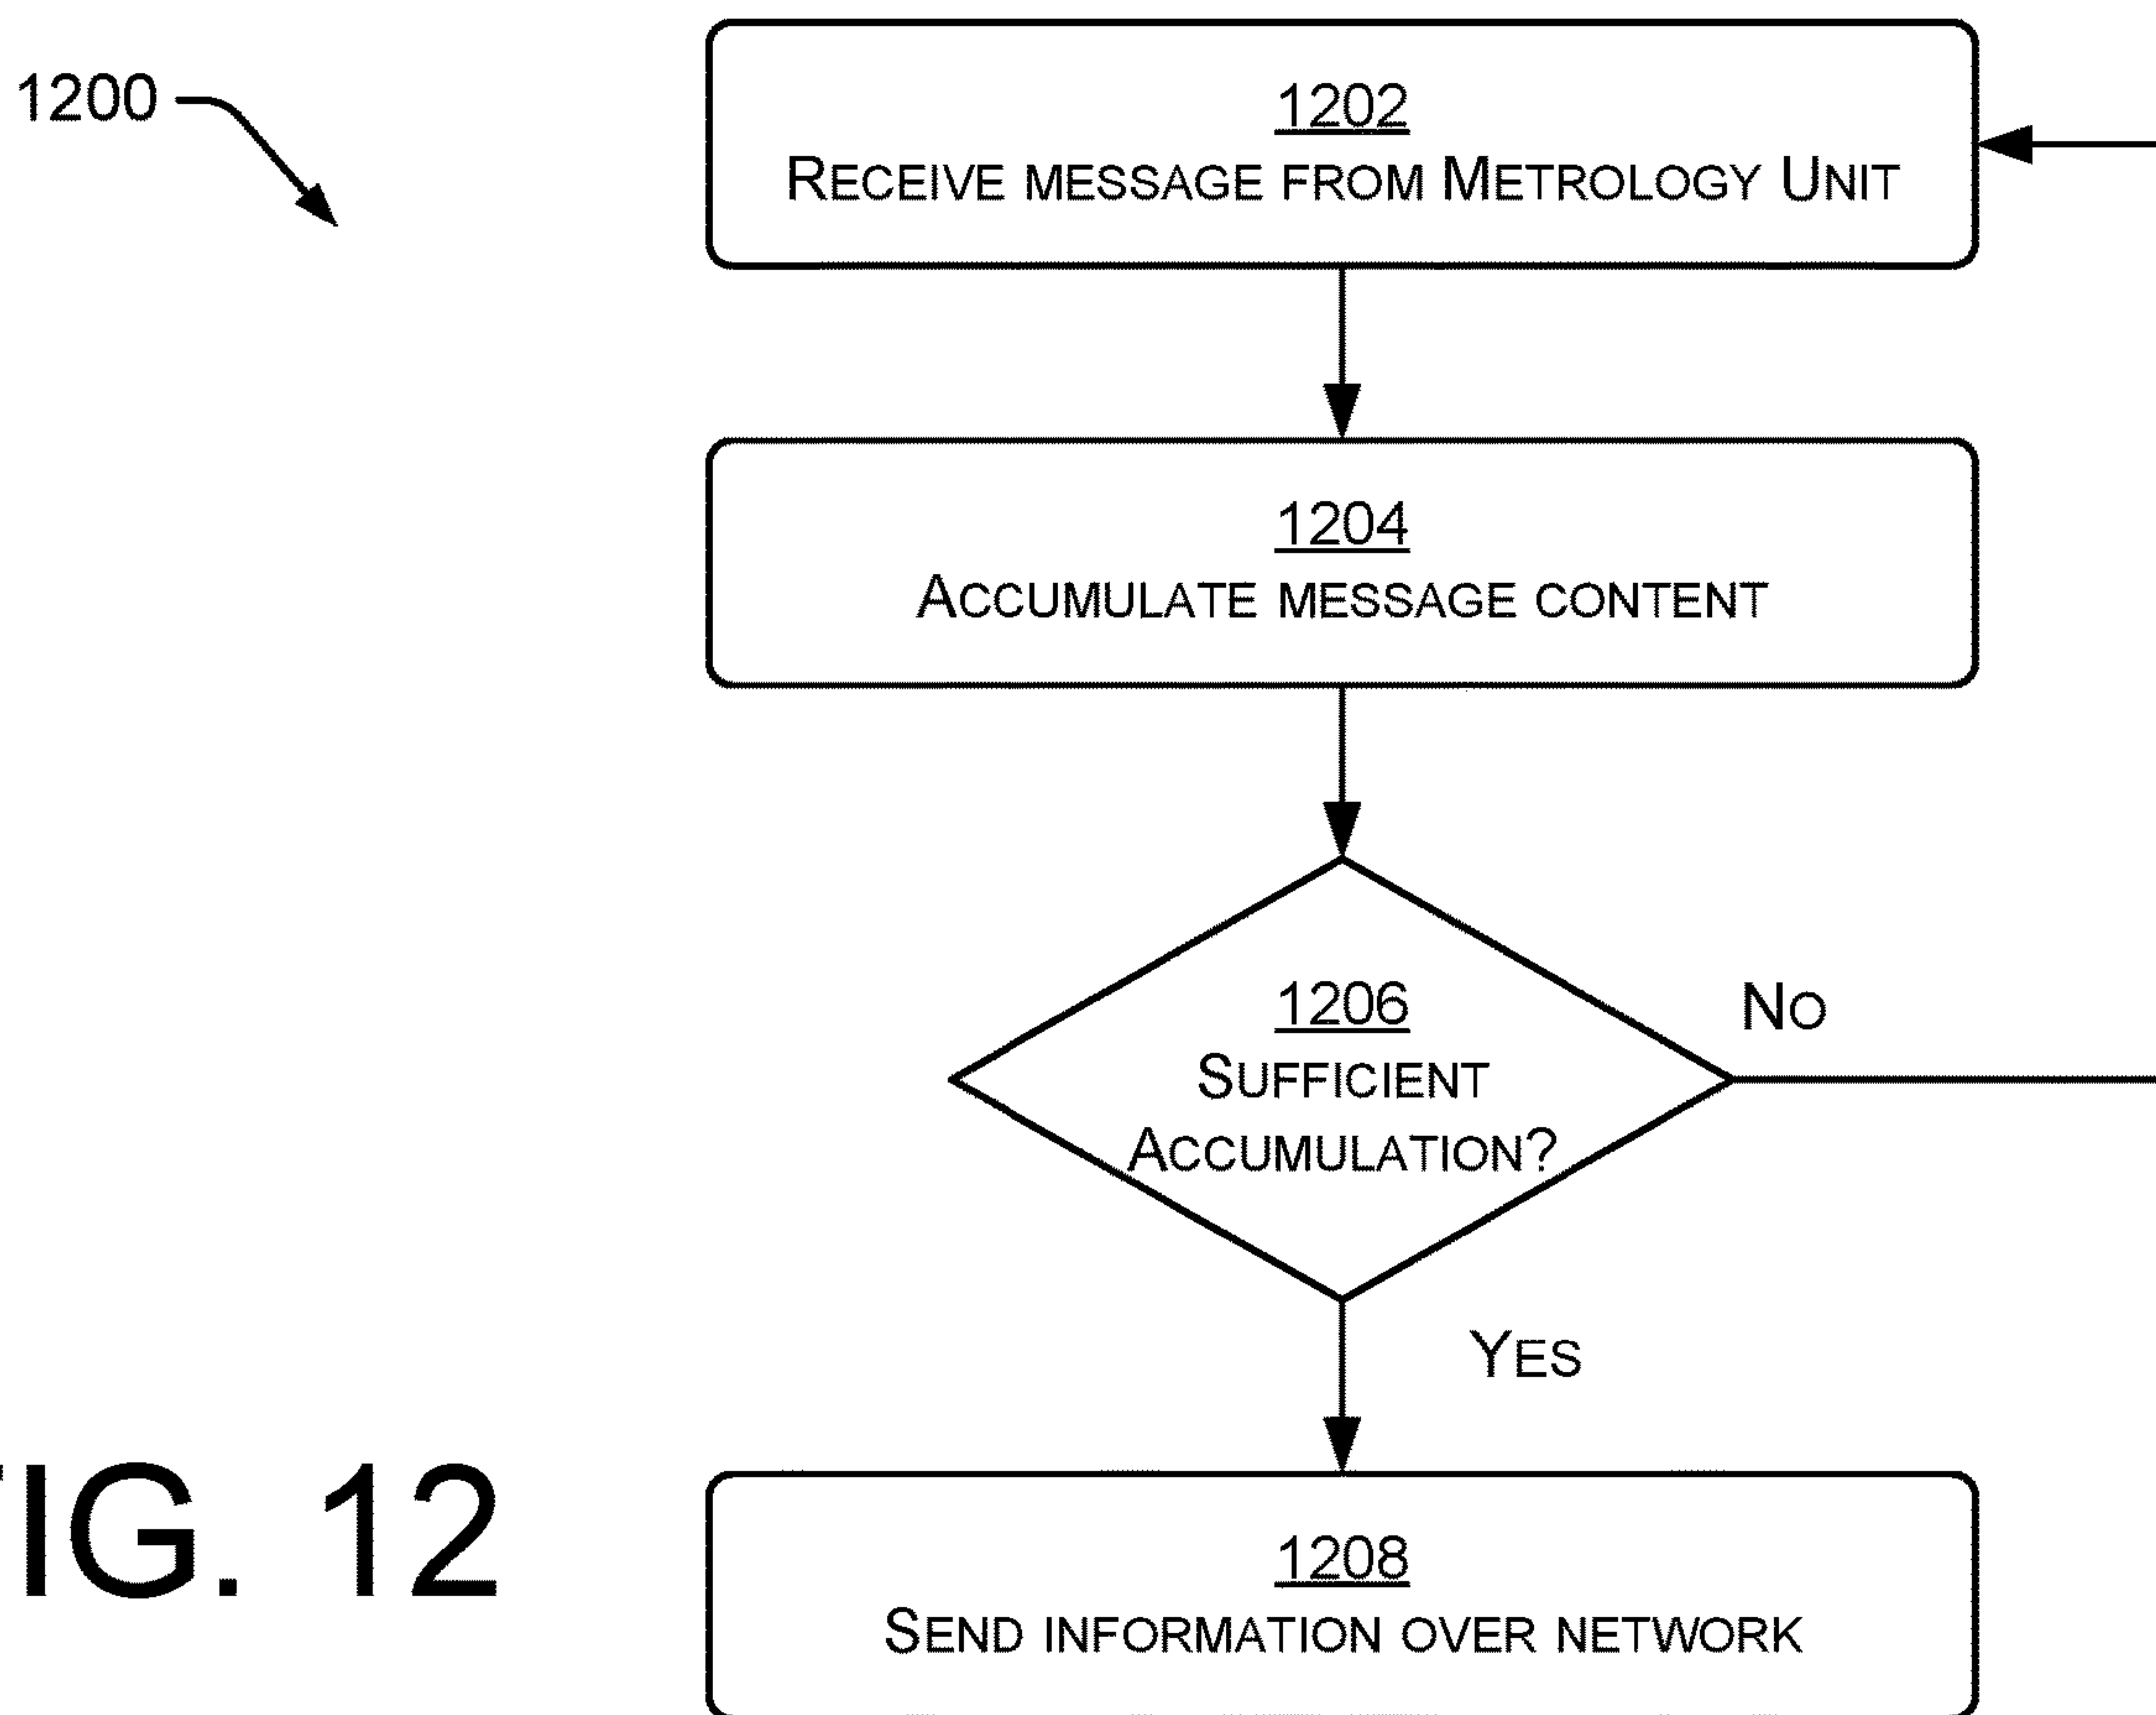 1200
1202
RECEIVE MESSAGE FROM METROLOGY UNIT
1204
ACCUMULATE MESSAGE CONTENT
1206
SUFFICIENT
ACCUMULATION?
NO
YES
1208
SEND INFORMATION OVER NETWORK
FIG. 12